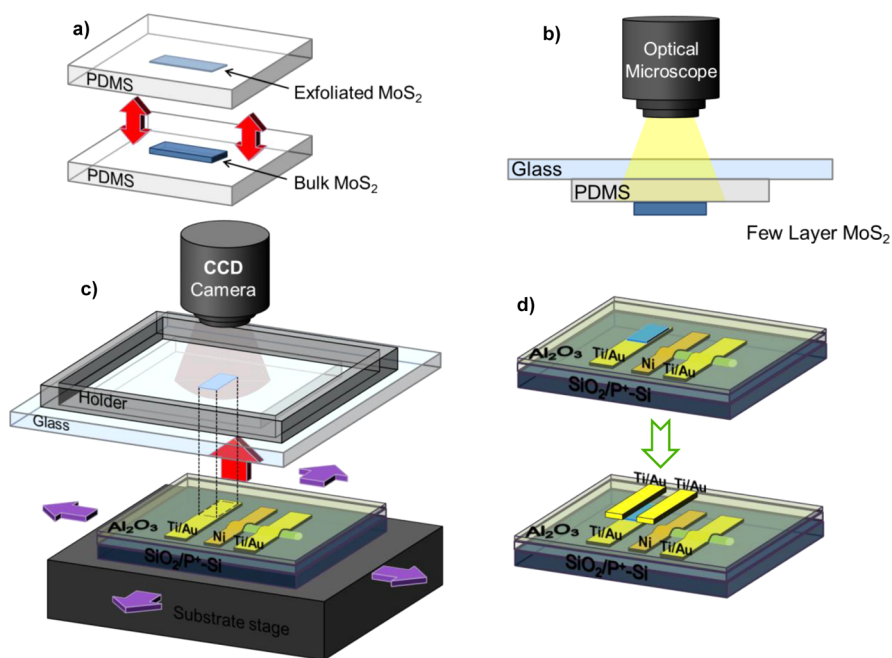 a)
PDMS
Exfoliated MoS₂
PDMS
Bulk MoS₂
b)
Optical
Microscope
Glass
PDMS
Few Layer MoS₂
c)
CCD
Camera
Holder
Glass
Al₂O₃
Ti/Au
Ni
Ti/Au
SiO₂/P⁺-Si
Substrate stage
d)
Al₂O₃
Ti/Au
Ni
Ti/Au
SiO₂/P⁺-Si
Ti/Au
Ti/Au
Al₂O₃
Ti/Au
Ni
Ti/Au
SiO₂/P⁺-Si